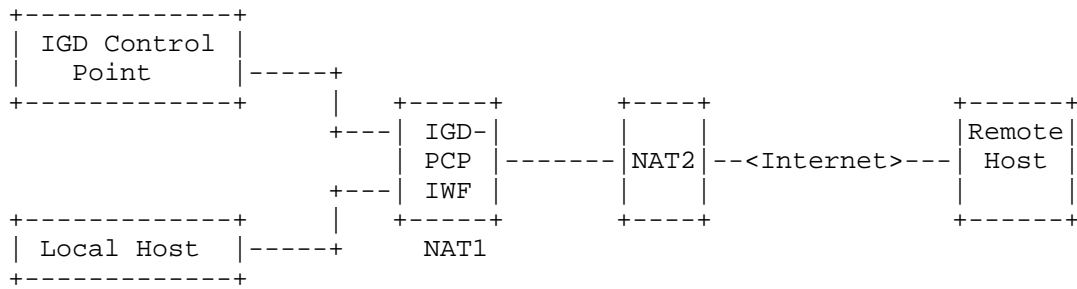 IGD Control
Point
IGD-
PCP
IWF
NAT1
NAT2
<Internet>
Remote
Host
Local Host